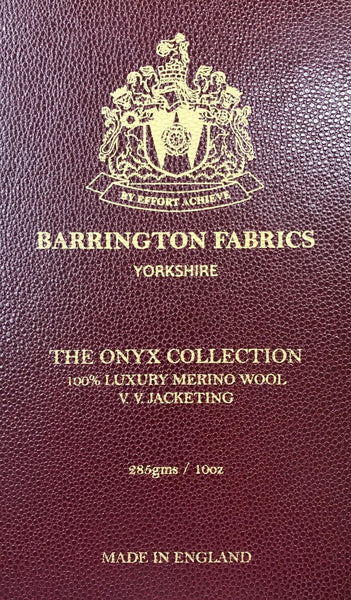 BY EFFORT ACHIEVE
BARRINGTON FABRICS
YORKSHIRE
THE ONYX COLLECTION
100% LUXURY MERINO WOOL
V. V. JACKETING
285gms / 10oz
MADE IN ENGLAND